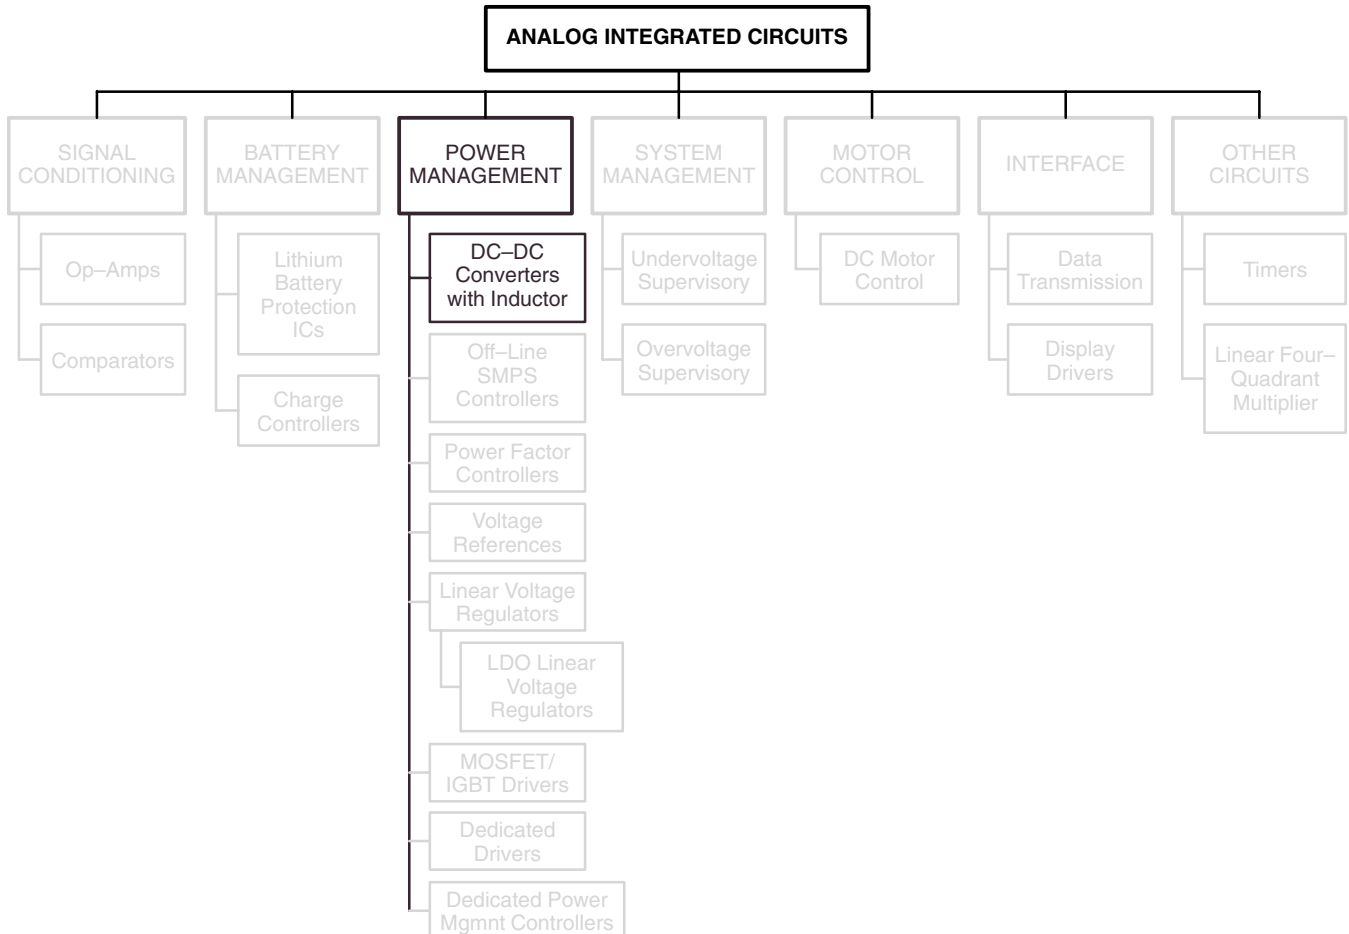 ANALOG INTEGRATED CIRCUITS
SIGNAL
CONDITIONING
Op–Amps
Comparators
BATTERY
MANAGEMENT
Lithium
Battery
Protection
ICs
Charge
Controllers
POWER
MANAGEMENT
DC–DC
Converters
with Inductor
Off–Line
SMPS
Controllers
Power Factor
Controllers
Voltage
References
Linear Voltage
Regulators
LDO Linear
Voltage
Regulators
MOSFET/
IGBT Drivers
Dedicated
Drivers
Dedicated Power
Mgmnt Controllers
SYSTEM
MANAGEMENT
Undervoltage
Supervisory
Overvoltage
Supervisory
MOTOR
CONTROL
DC Motor
Control
INTERFACE
Data
Transmission
Display
Drivers
OTHER
CIRCUITS
Timers
Linear Four–
Quadrant
Multiplier